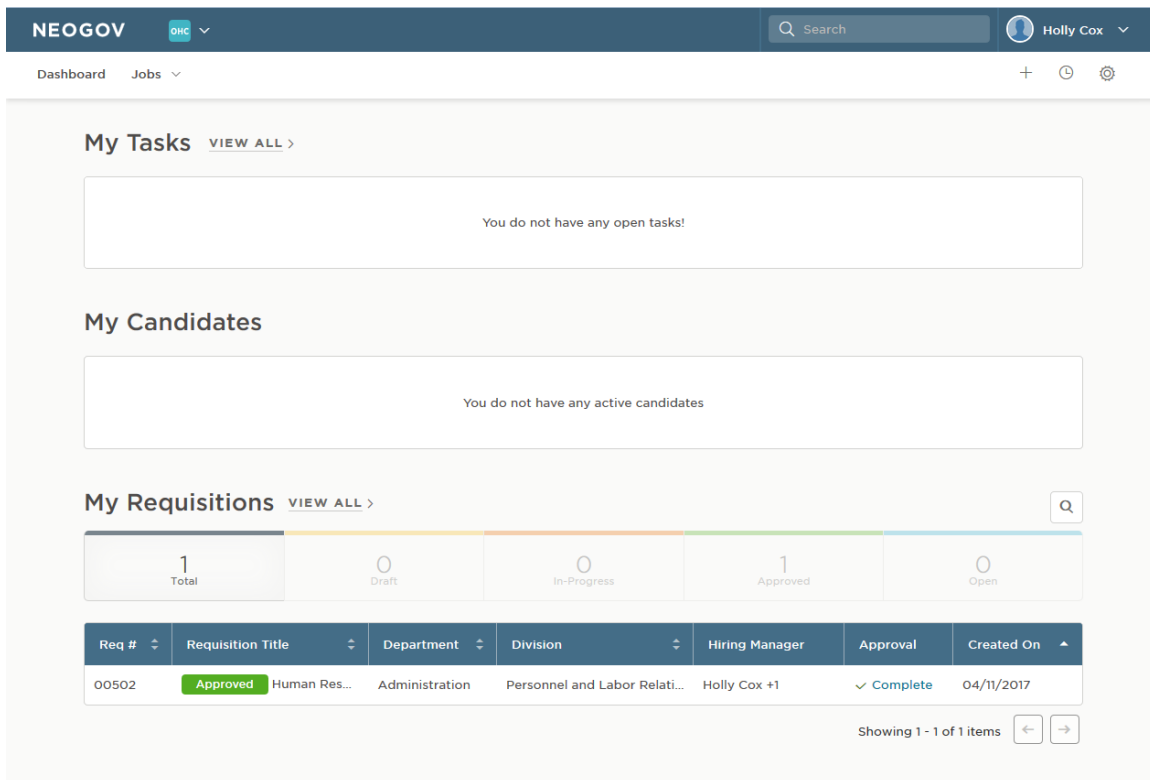 NEOGOV OHC Search Holly Cox
Dashboard Jobs
My Tasks VIEW ALL >
You do not have any open tasks!
My Candidates
You do not have any active candidates
My Requisitions VIEW ALL >
1 0 0 1 0
Total Draft In-Progress Approved Open
Req # Requisition Title Department Division Hiring Manager Approval Created On
00502 Approved Human Res... Administration Personnel and Labor Relati... Holly Cox +1 Complete 04/11/2017
Showing 1 - 1 of 1 items